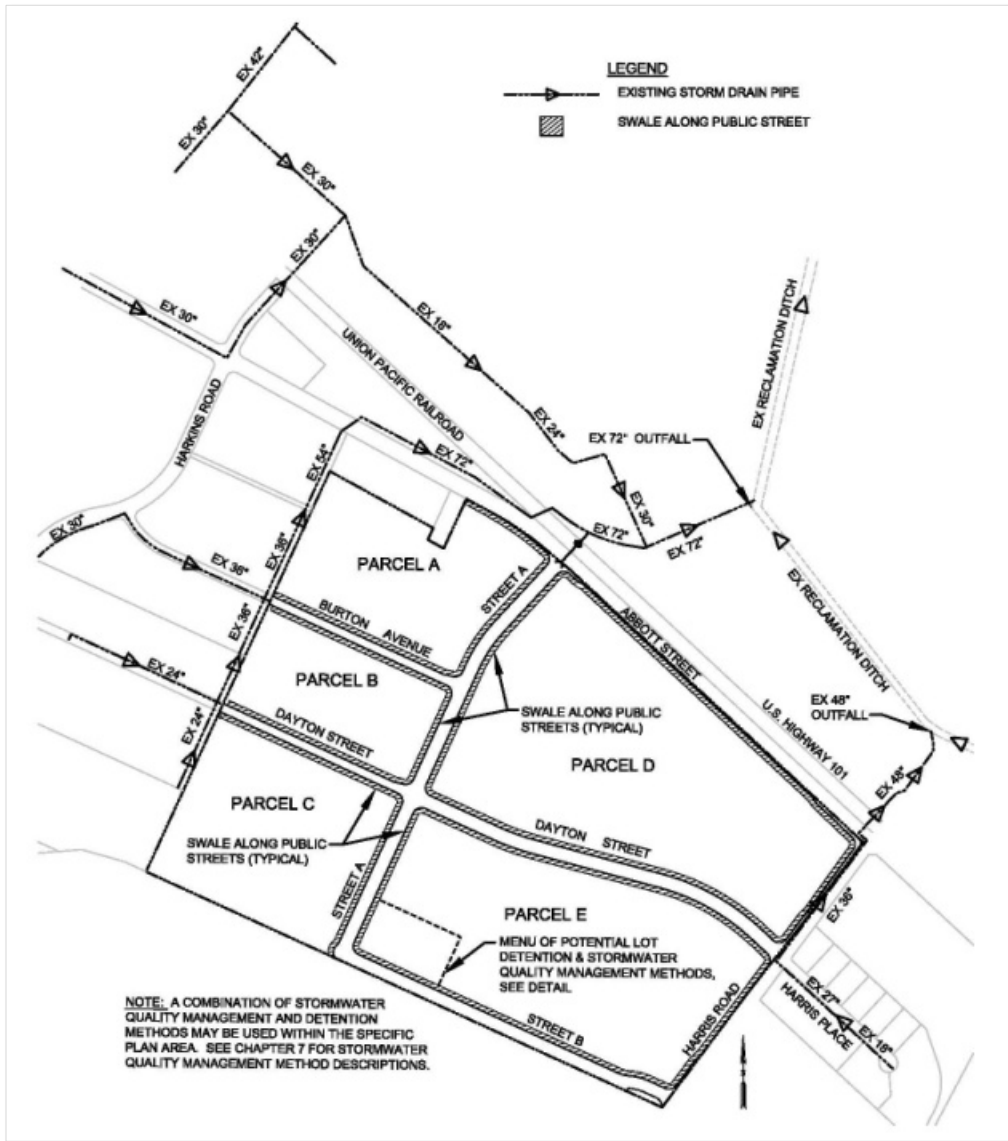 LEGEND
EXISTING STORM DRAIN PIPE
SWALE ALONG PUBLIC STREET
EX 42"
EX 30"
EX 30"
EX 30"
EX 30"
EX 18"
UNION PACIFIC RAILROAD
HARKINS ROAD
EX 24"
EX 72" OUTFALL
EX RECLAMATION DITCH
EX 54"
EX 72"
EX 30"
EX 72"
EX 72"
EX 30"
EX 36"
EX 36"
EX 36"
PARCEL A
STREET A
BURTON AVENUE
ABBOTT STREET
EX RECLAMATION DITCH
EX 24"
EX 24"
PARCEL B
DAYTON STREET
SWALE ALONG PUBLIC
STREETS (TYPICAL)
EX 48"
OUTFALL
U.S. HIGHWAY 101
PARCEL D
EX 48"
PARCEL C
SWALE ALONG PUBLIC
STREETS (TYPICAL)
DAYTON STREET
STREET A
EX 36"
PARCEL E
MENU OF POTENTIAL LOT
DETENTION & STORMWATER
QUALITY MANAGEMENT METHODS,
SEE DETAIL
STREET B
HARRIS ROAD
EX 27"
HARRIS PLACE
EX 18"
NOTE: A COMBINATION OF STORMWATER
QUALITY MANAGEMENT AND DETENTION
METHODS MAY BE USED WITHIN THE SPECIFIC
PLAN AREA. SEE CHAPTER 7 FOR STORMWATER
QUALITY MANAGEMENT METHOD DESCRIPTIONS.